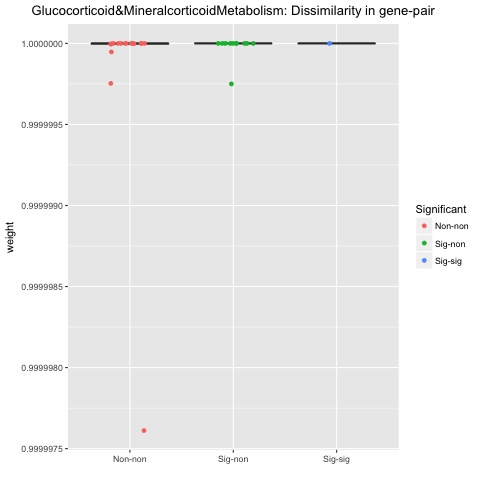 Glucocorticoid&MineralcorticoidMetabolism: Dissimilarity in gene-pair
weight
1.0000000
0.9999995
0.9999990
0.9999985
0.9999980
0.9999975
Non-non
Sig-non
Sig-sig
Significant
Non-non
Sig-non
Sig-sig